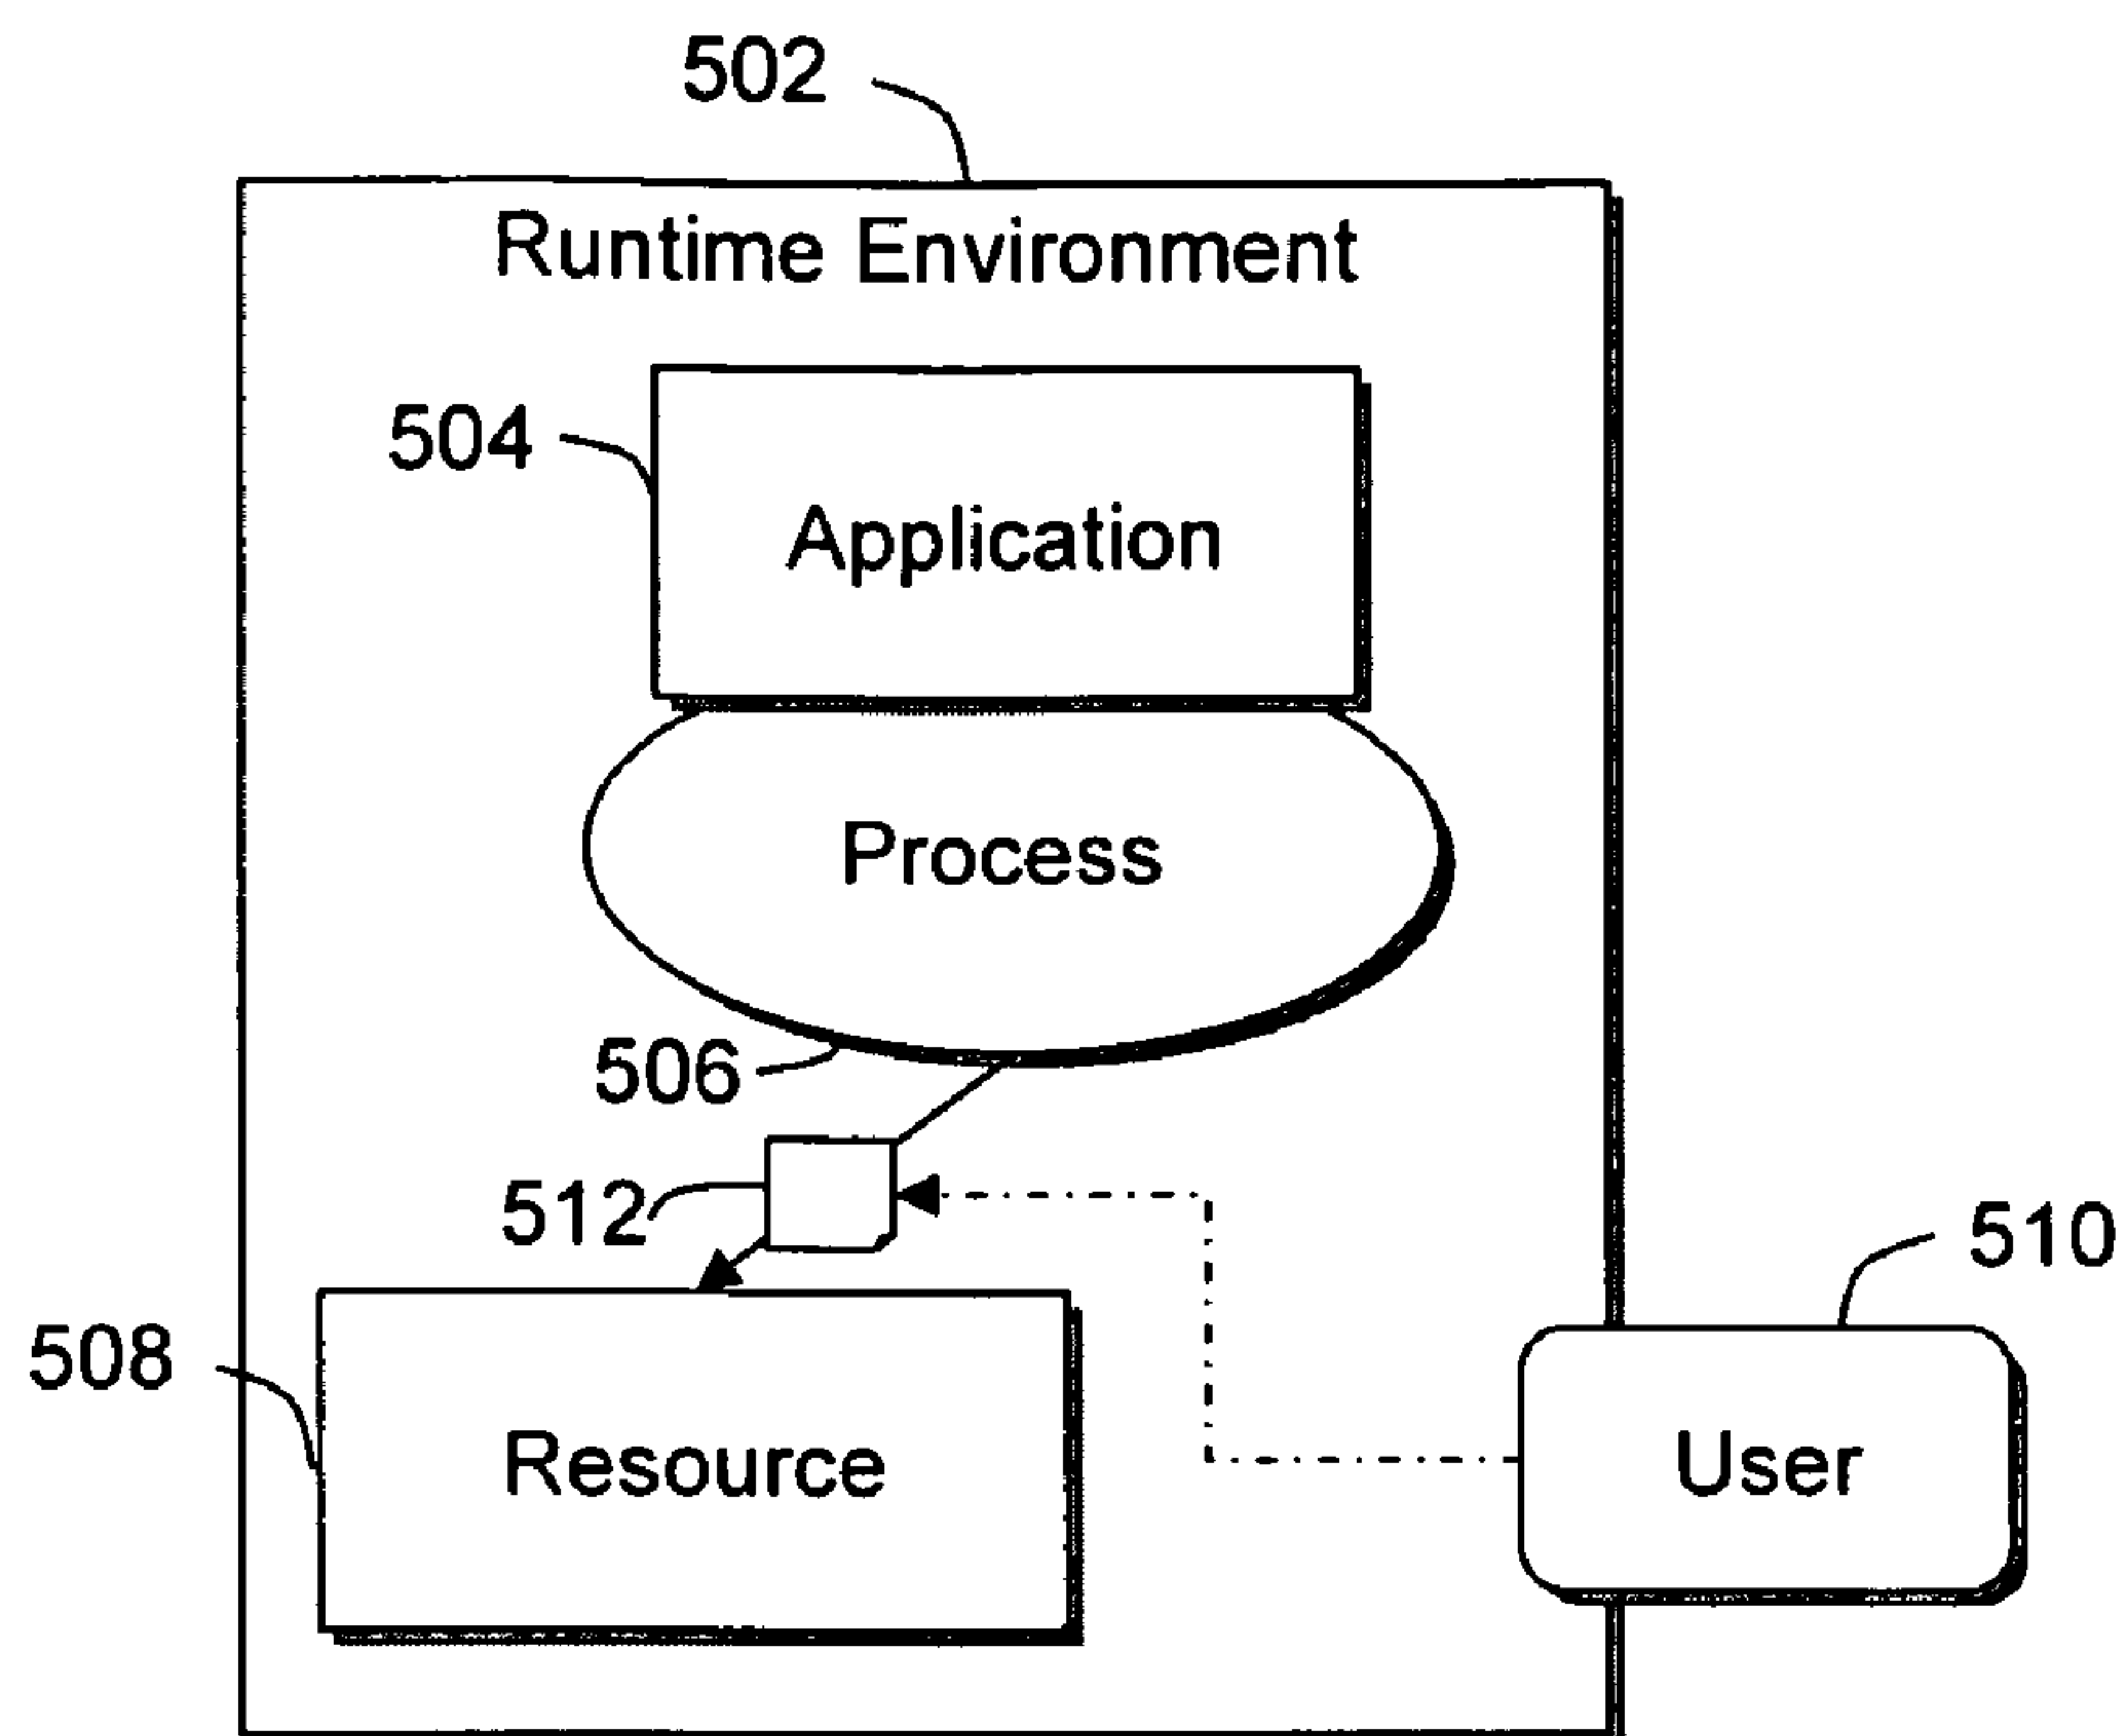 502
Runtime Environment
504
Application
Process
506
512
510
508
Resource
User